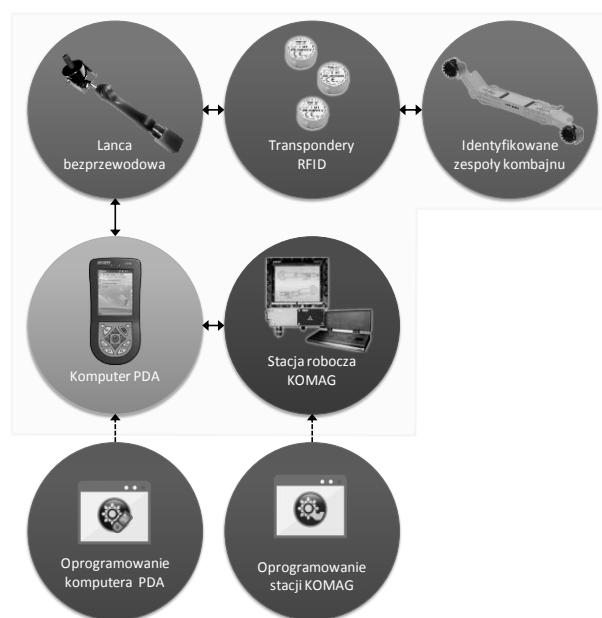 Lanca
bezprzewodowa
Transpondery
RFID
Identyfikowane
zespoły kombajnu
Komputer PDA
Stacja robocza
KOMAG
Oprogramowanie
komputera PDA
Oprogramowanie
stacji KOMAG